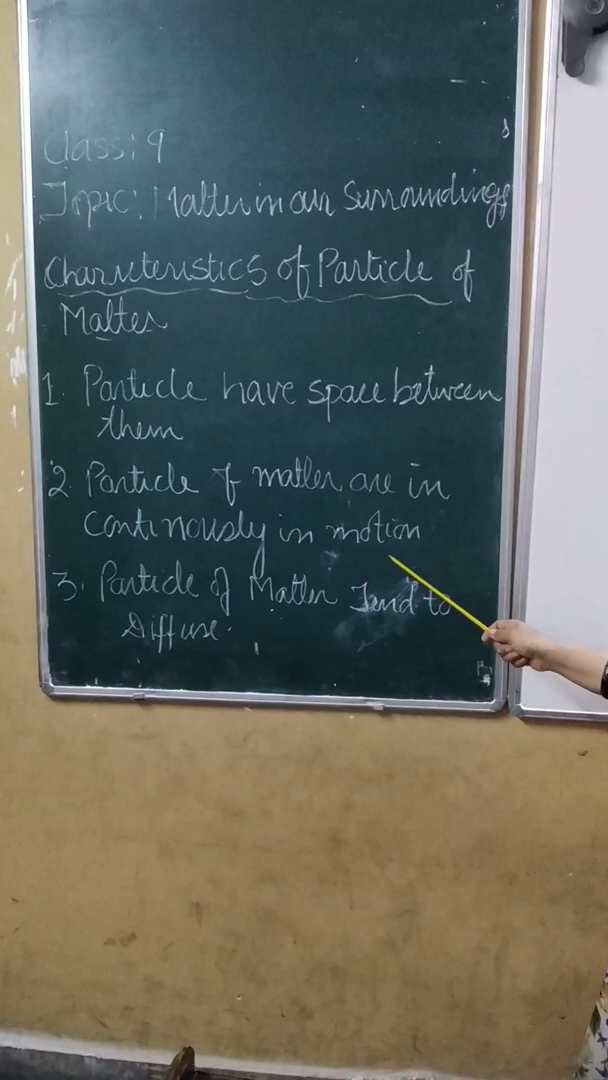 Class: 9
Topic: Matter in our Surroundings
Charcteristics of Particle of
Matter
1. Particle have space between
them
2. Particle of matter are in
continously in motion
3. Particle of Matter Tend to
Diffuse.